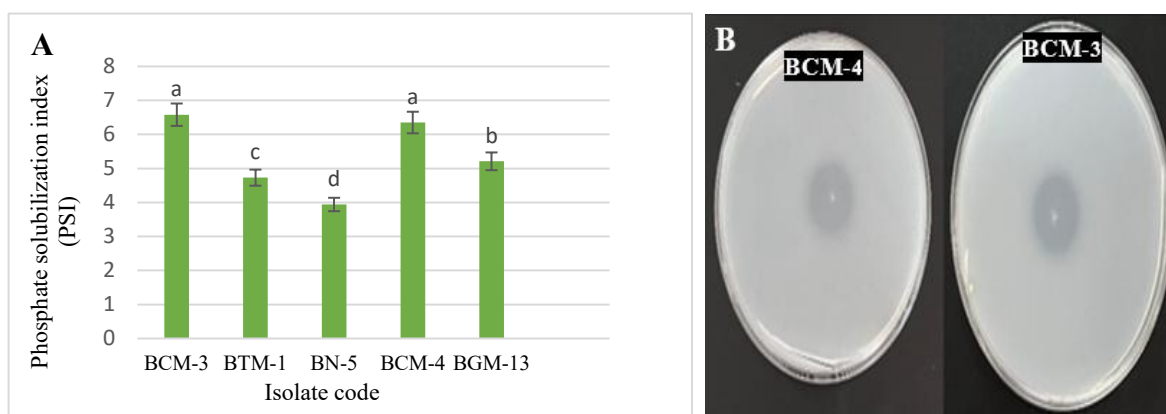 A
Phosphate solubilization index
(PSI)
8
7
6
5
4
3
2
1
0
a
c
d
a
b
BCM-3 BTM-1 BN-5 BCM-4 BGM-13
Isolate code
B
BCM-4
BCM-3